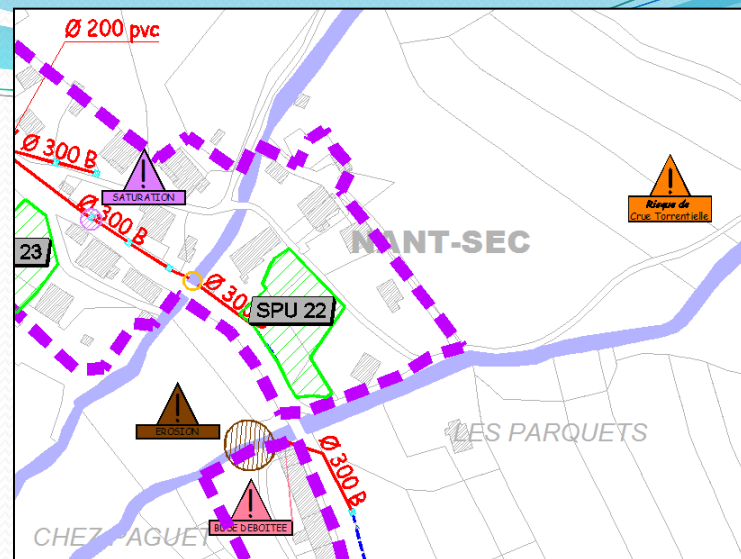 Ø 200 pvc
Ø 300 B
SATURATION
Ø 300 B
Risque de
Crue Torrentielle
NANT-SEC
23
Ø 300
SPU 22
EROSION
LES PARQUETS
Ø 300 B
BUSE DEBOITEE
CHEZ PAGUET